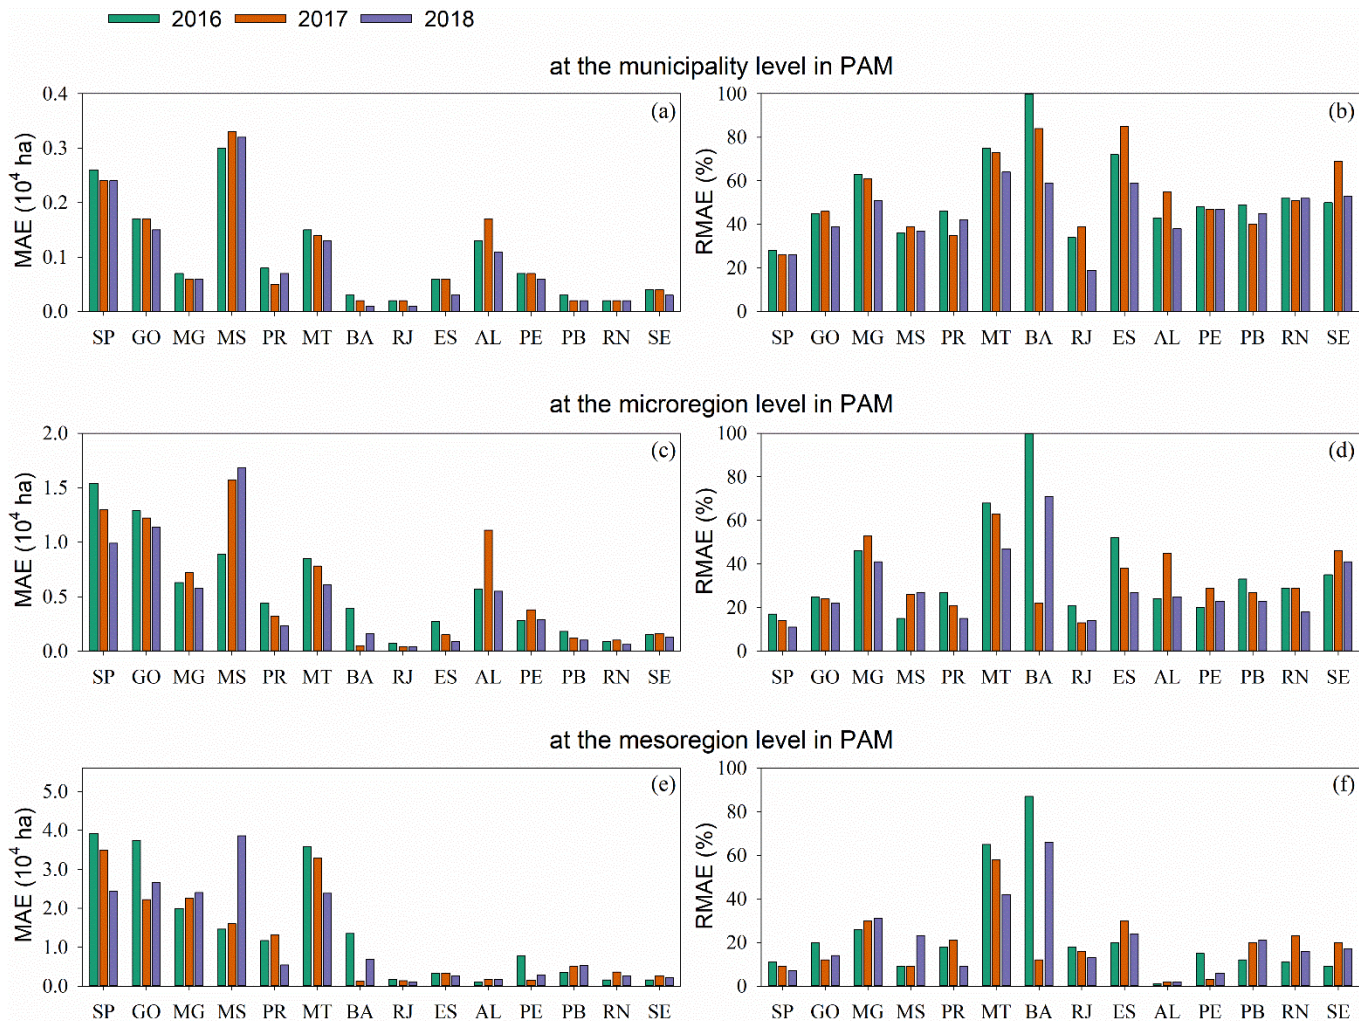 2016 2017 2018
at the municipality level in PAM
(a)
MAE (10⁴ ha)
0.4
0.3
0.2
0.1
0.0
SP GO MG MS PR MT BA RJ ES AL PE PB RN SE
(b)
RMAE (%)
100
80
60
40
20
0
SP GO MG MS PR MT BA RJ ES AL PE PB RN SE
at the microregion level in PAM
(c)
MAE (10⁴ ha)
2.0
1.5
1.0
0.5
0.0
SP GO MG MS PR MT BA RJ ES AL PE PB RN SE
(d)
RMAE (%)
100
80
60
40
20
0
SP GO MG MS PR MT BA RJ ES AL PE PB RN SE
at the mesoregion level in PAM
(e)
MAE (10⁴ ha)
5.0
4.0
3.0
2.0
1.0
0.0
SP GO MG MS PR MT BA RJ ES AL PE PB RN SE
(f)
RMAE (%)
100
80
60
40
20
0
SP GO MG MS PR MT BA RJ ES AL PE PB RN SE